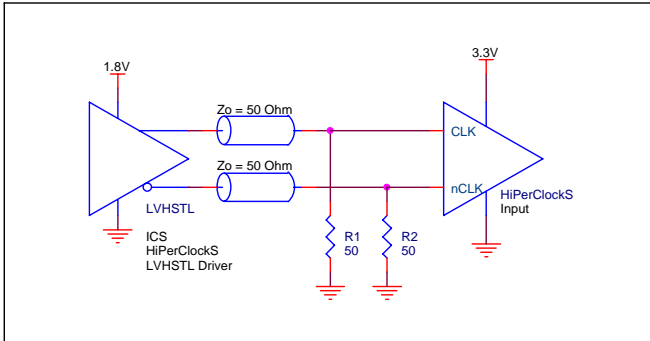 1.8V
3.3V
Zo = 50 Ohm
CLK
Zo = 50 Ohm
nCLK
LVHSTL
HiPerClockS
Input
ICS
HiPerClockS
LVHSTL Driver
R1
50
R2
50